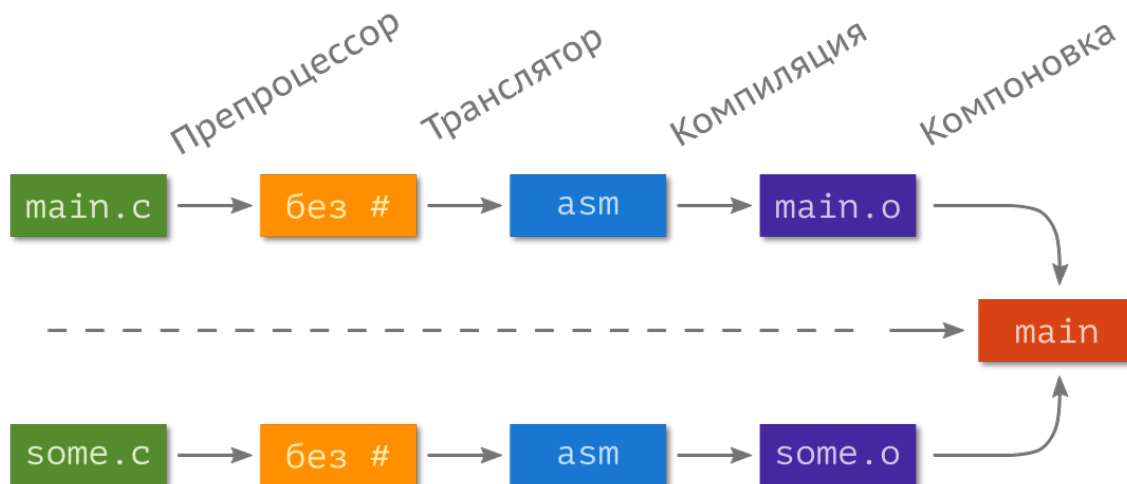 Препроцессор
Транслятор
Компиляция
Компоновка
main.c
без #
asm
main.o
main
some.c
без #
asm
some.o